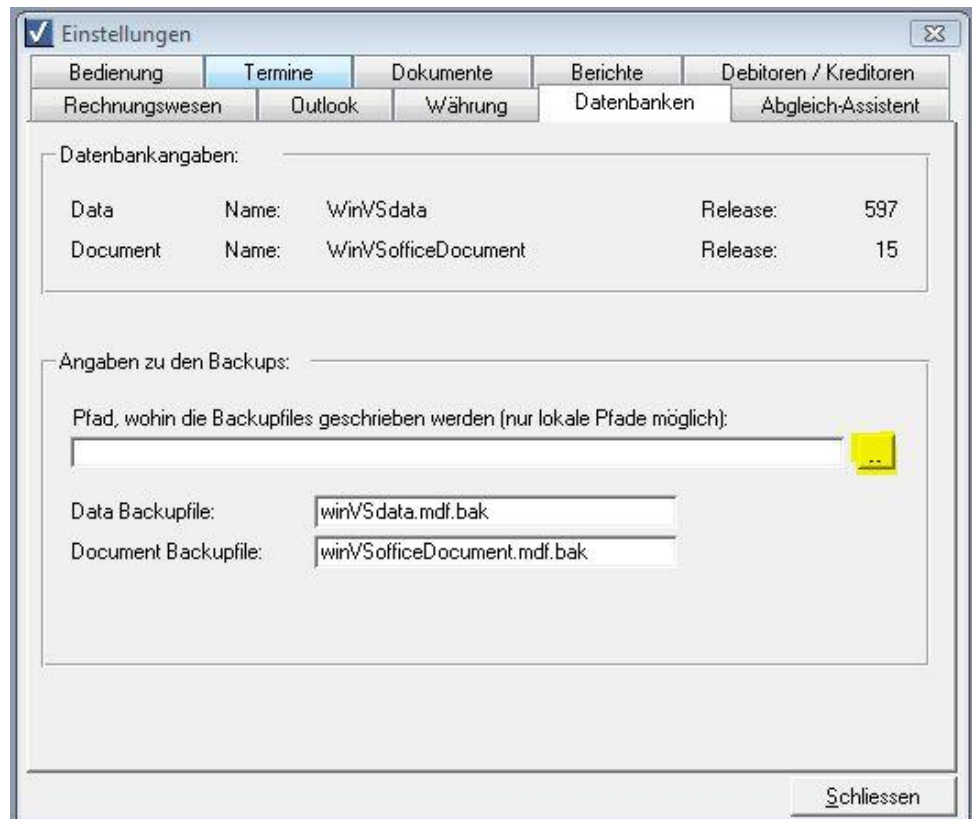 Einstellungen
Bedienung Termine Dokumente Berichte Debitoren / Kreditoren
Rechnungswesen Outlook Währung Datenbanken Abgleich-Assistent
Datenbankangaben:
Data Name: WinVSdata Release: 597
Document Name: WinVSofficeDocument Release: 15
Angaben zu den Backups:
Pfad, wohin die Backupfiles geschrieben werden (nur lokale Pfade möglich):
..
Data Backupfile: winVSdata.mdf.bak
Document Backupfile: winVSofficeDocument.mdf.bak
Schliessen